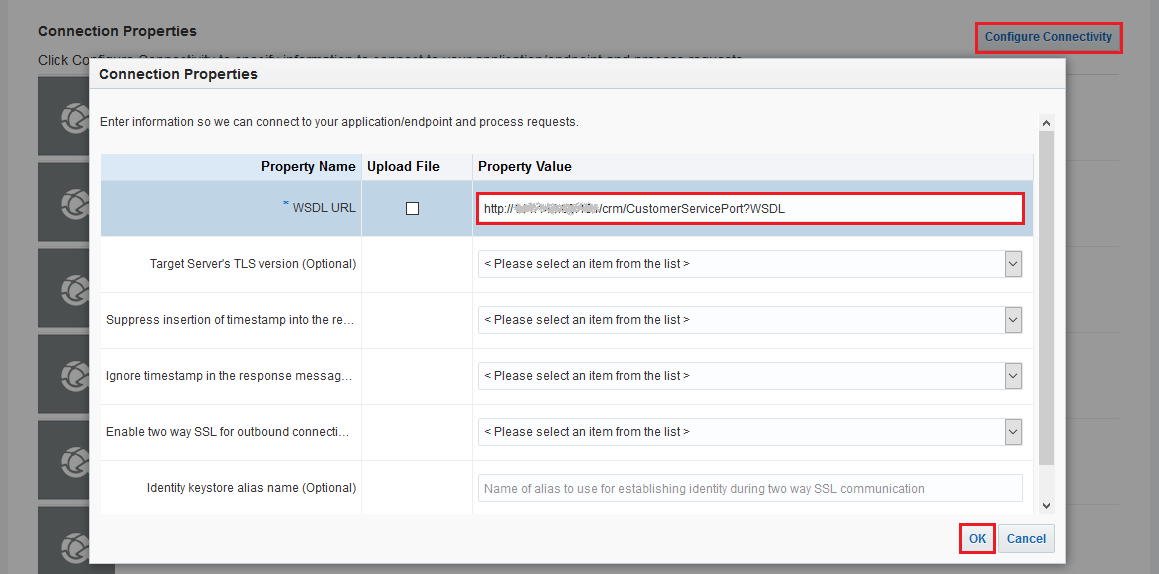 Connection Properties
Configure Connectivity
Connection Properties
Enter information so we can connect to your application/endpoint and process requests.
Property Name Upload File Property Value
* WSDL URL http:// /crm/CustomerServicePort?WSDL
Target Server's TLS version (Optional) < Please select an item from the list >
Suppress insertion of timestamp into the re... < Please select an item from the list >
Ignore timestamp in the response messag... < Please select an item from the list >
Enable two way SSL for outbound connecti... < Please select an item from the list >
Identity keystore alias name (Optional) Name of alias to use for establishing identity during two way SSL communication
OK Cancel